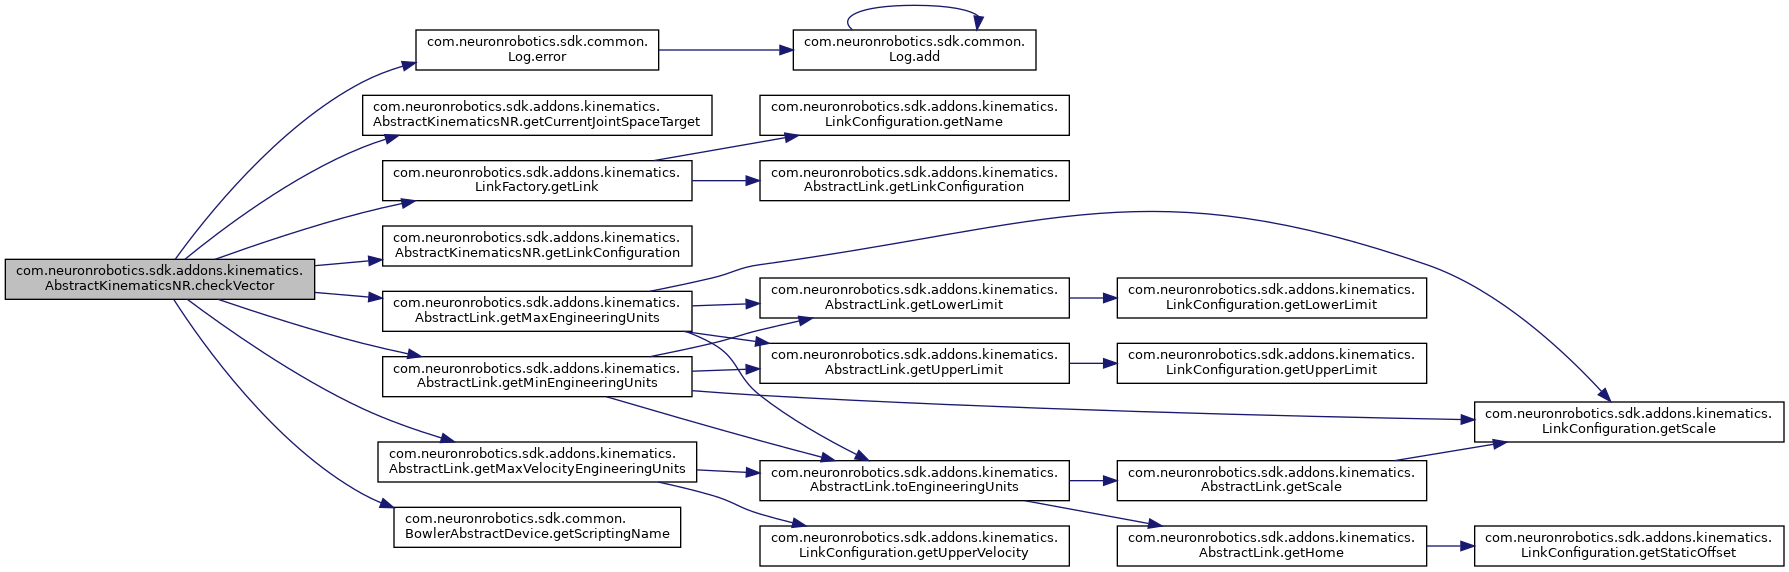 com.neuronrobotics.sdk.addons.kinematics.
AbstractKinematicsNR.checkVector
com.neuronrobotics.sdk.common.
Log.error
com.neuronrobotics.sdk.common.
Log.add
com.neuronrobotics.sdk.addons.kinematics.
AbstractKinematicsNR.getCurrentJointSpaceTarget
com.neuronrobotics.sdk.addons.kinematics.
LinkFactory.getLink
com.neuronrobotics.sdk.addons.kinematics.
LinkConfiguration.getName
com.neuronrobotics.sdk.addons.kinematics.
AbstractLink.getLinkConfiguration
com.neuronrobotics.sdk.addons.kinematics.
AbstractKinematicsNR.getLinkConfiguration
com.neuronrobotics.sdk.addons.kinematics.
AbstractLink.getMaxEngineeringUnits
com.neuronrobotics.sdk.addons.kinematics.
AbstractLink.getLowerLimit
com.neuronrobotics.sdk.addons.kinematics.
LinkConfiguration.getLowerLimit
com.neuronrobotics.sdk.addons.kinematics.
AbstractLink.getMinEngineeringUnits
com.neuronrobotics.sdk.addons.kinematics.
AbstractLink.getUpperLimit
com.neuronrobotics.sdk.addons.kinematics.
LinkConfiguration.getUpperLimit
com.neuronrobotics.sdk.addons.kinematics.
LinkConfiguration.getScale
com.neuronrobotics.sdk.addons.kinematics.
AbstractLink.getMaxVelocityEngineeringUnits
com.neuronrobotics.sdk.addons.kinematics.
AbstractLink.toEngineeringUnits
com.neuronrobotics.sdk.addons.kinematics.
AbstractLink.getScale
com.neuronrobotics.sdk.common.
BowlerAbstractDevice.getScriptingName
com.neuronrobotics.sdk.addons.kinematics.
LinkConfiguration.getUpperVelocity
com.neuronrobotics.sdk.addons.kinematics.
AbstractLink.getHome
com.neuronrobotics.sdk.addons.kinematics.
LinkConfiguration.getStaticOffset